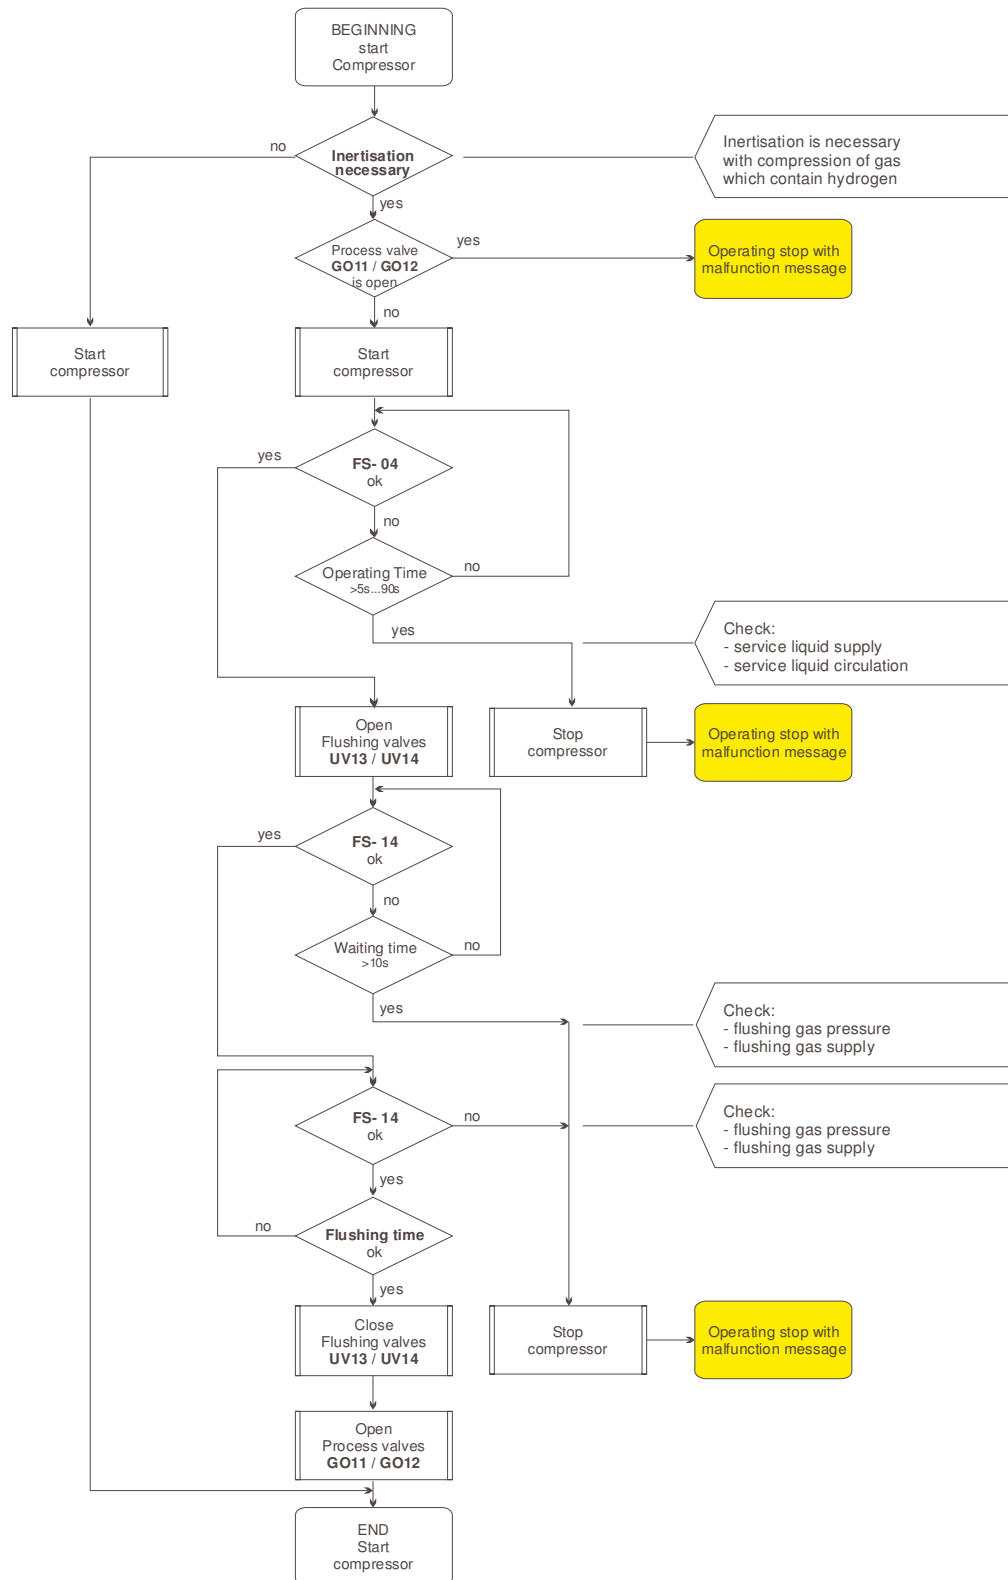 BEGINNING
start
Compressor
no
Inertisation
necessary
Inertisation is necessary
with compression of gas
which contain hydrogen
yes
Process valve
GO11 / GO12
is open
yes
Operating stop with
malfunction message
no
Start
compressor
Start
compressor
yes
FS- 04
ok
no
Operating Time
>5s...90s
no
yes
Check:
- service liquid supply
- service liquid circulation
Open
Flushing valves
UV13 / UV14
Stop
compressor
Operating stop with
malfunction message
yes
FS- 14
ok
no
Waiting time
>10s
no
yes
Check:
- flushing gas pressure
- flushing gas supply
FS- 14
ok
no
Check:
- flushing gas pressure
- flushing gas supply
yes
no
Flushing time
ok
yes
Close
Flushing valves
UV13 / UV14
Stop
compressor
Operating stop with
malfunction message
Open
Process valves
GO11 / GO12
END
Start
compressor